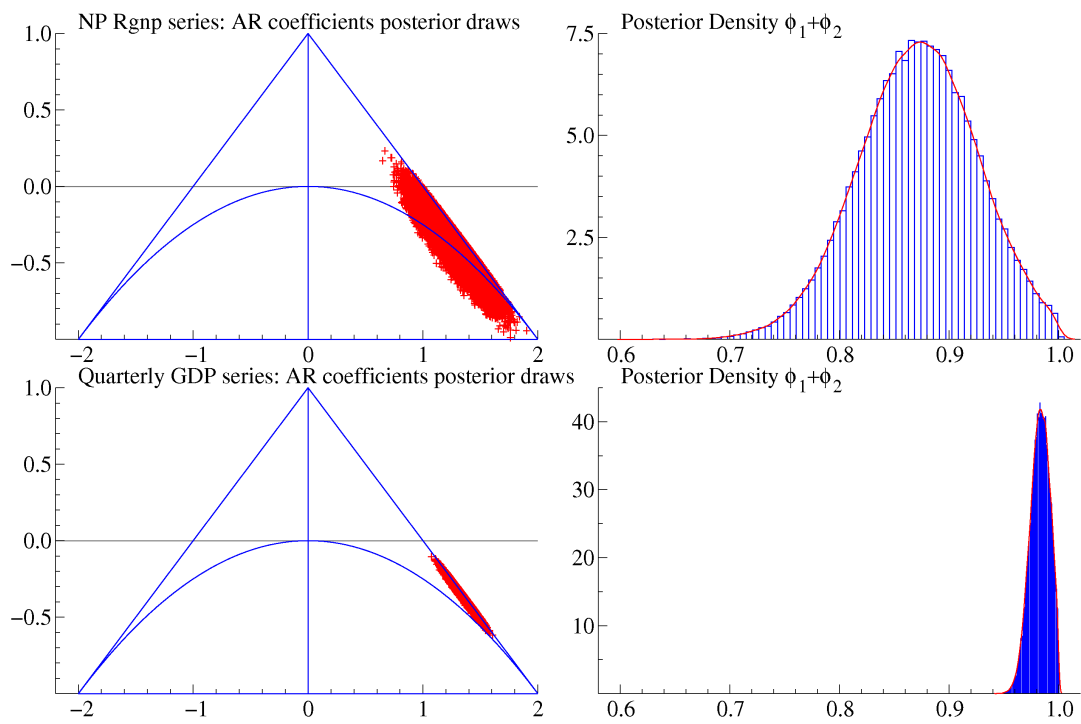 NP Rgnp series: AR coefficients posterior draws
1.0
0.5
0.0
−0.5
−2 −1 0 1 2
Posterior Density ϕ₁+ϕ₂
7.5
5.0
2.5
0.6 0.7 0.8 0.9 1.0
Quarterly GDP series: AR coefficients posterior draws
1.0
0.5
0.0
−0.5
−2 −1 0 1 2
Posterior Density ϕ₁+ϕ₂
40
30
20
10
0.6 0.7 0.8 0.9 1.0